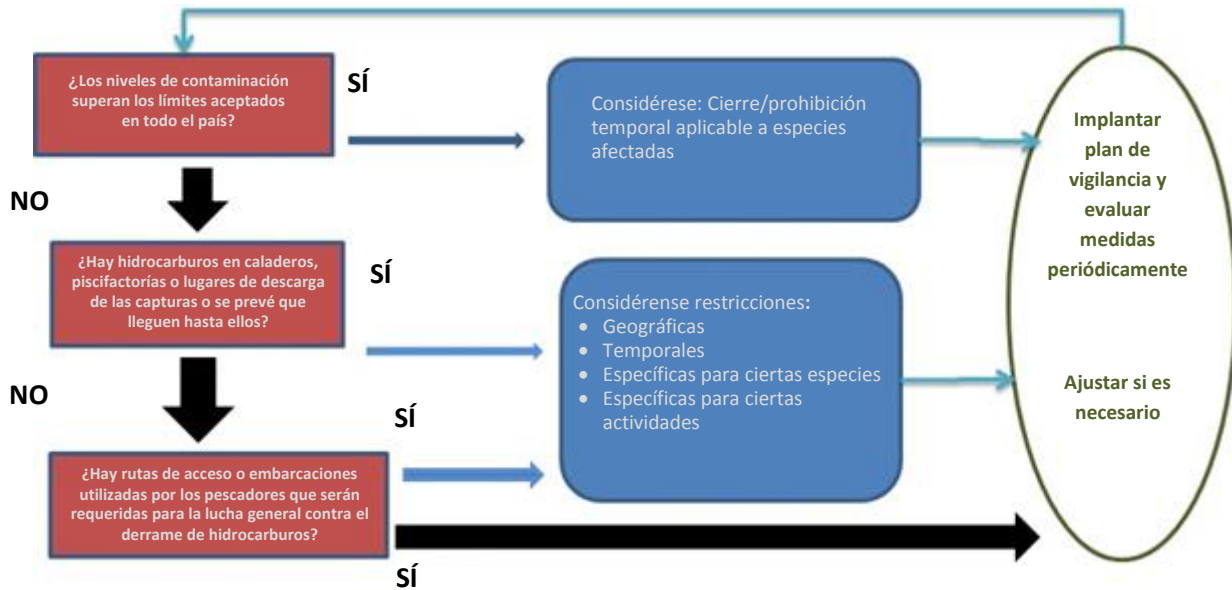 ¿Los niveles de contaminación
superan los límites aceptados
en todo el país?
SÍ
Considérese: Cierre/prohibición
temporal aplicable a especies
afectadas
Implantar
plan de
vigilancia y
evaluar
medidas
periódicamente
NO
¿Hay hidrocarburos en caladeros,
piscifactorías o lugares de descarga
de las capturas o se prevé que
lleguen hasta ellos?
SÍ
Considérense restricciones:
• Geográficas
• Temporales
• Específicas para ciertas especies
• Específicas para ciertas
actividades
Ajustar si es
necesario
NO
SÍ
¿Hay rutas de acceso o embarcaciones
utilizadas por los pescadores que serán
requeridas para la lucha general contra el
derrame de hidrocarburos?
SÍ